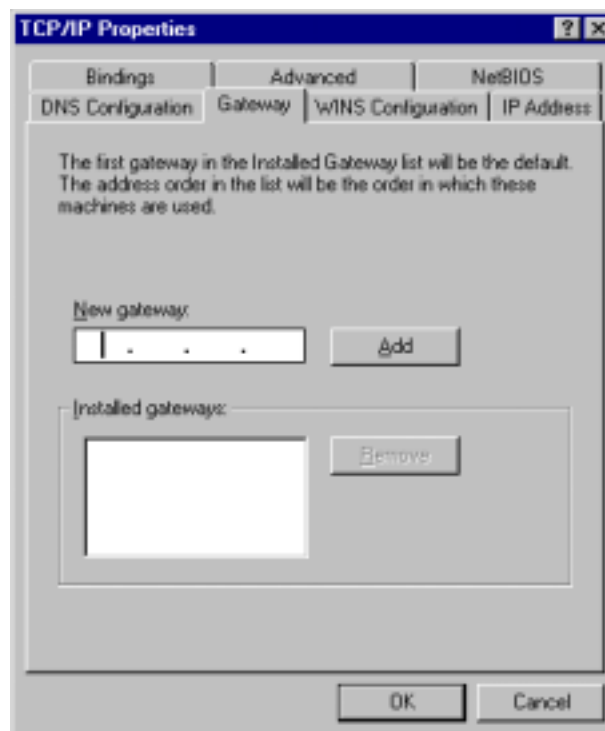 TCP/IP Properties
Bindings
Advanced
NetBIOS
DNS Configuration
Gateway
WINS Configuration
IP Address
The first gateway in the Installed Gateway list will be the default.
The address order in the list will be the order in which these
machines are used.
New gateway:
. . .
Add
Installed gateways:
Remove
OK
Cancel